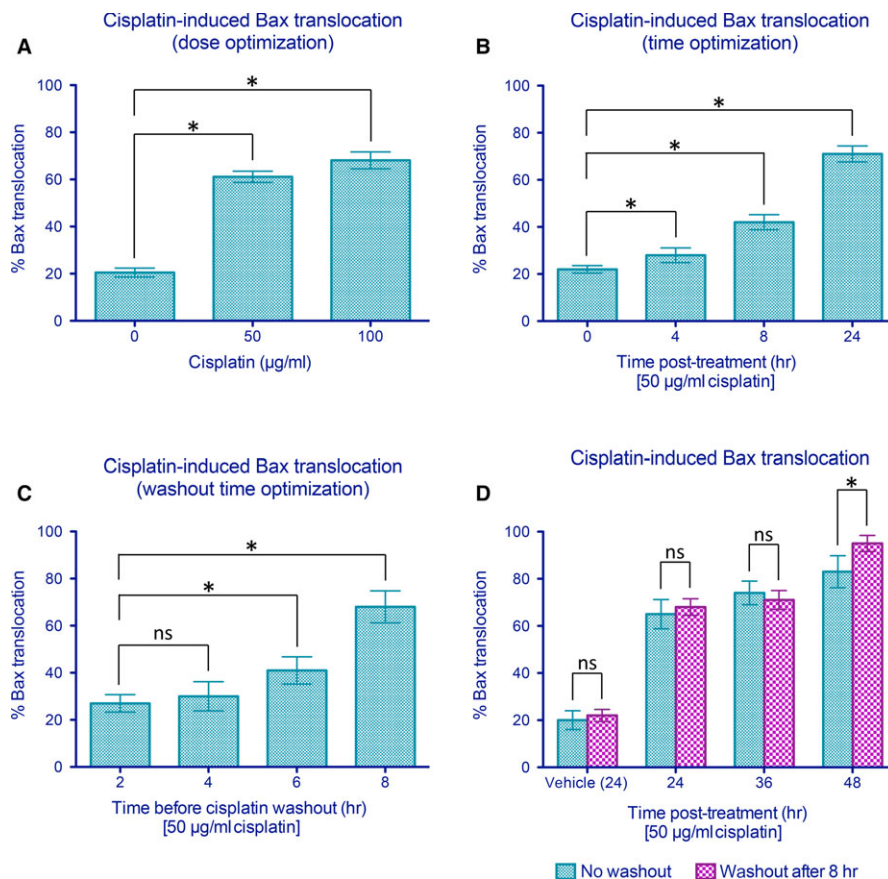 Cisplatin-induced Bax translocation
(dose optimization)
A
% Bax translocation
100
80
60
40
20
0
*
*
0 50 100
Cisplatin (µg/ml)
Cisplatin-induced Bax translocation
(time optimization)
B
% Bax translocation
100
80
60
40
20
0
*
*
*
0 4 8 24
Time post-treatment (hr)
[50 µg/ml cisplatin]
Cisplatin-induced Bax translocation
(washout time optimization)
C
% Bax translocation
100
80
60
40
20
0
*
*
ns
2 4 6 8
Time before cisplatin washout (hr)
[50 µg/ml cisplatin]
Cisplatin-induced Bax translocation
D
% Bax translocation
100
80
60
40
20
0
ns
ns
ns
*
Vehicle (24) 24 36 48
Time post-treatment (hr)
[50 µg/ml cisplatin]
No washout Washout after 8 hr